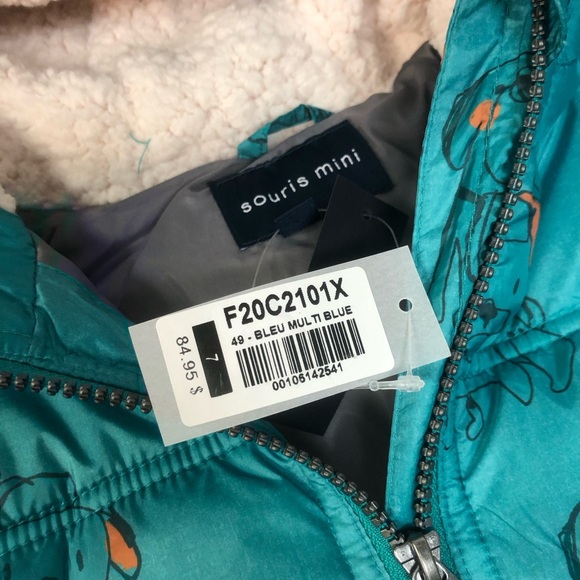 souris mini
F20C2101X
49 - BLEU MULTI BLUE
7
84.95 $
00106142541